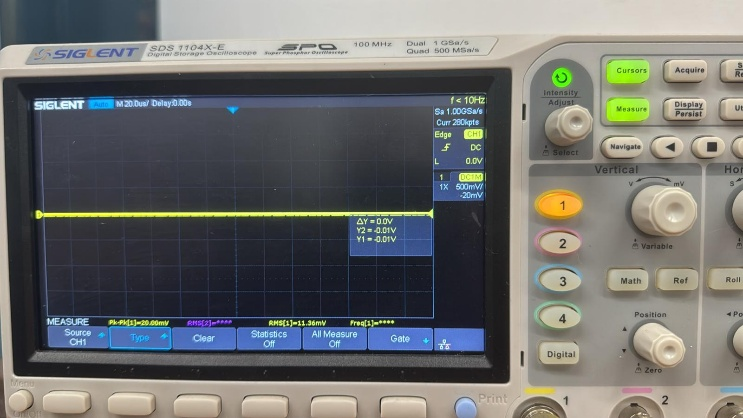 SIGLENT SDS 1104X-E SPO 100 MHz Dual 1 GSa/s
Digital Storage Oscilloscope Super Phosphor Oscilloscope Quad 500 MSa/s
SIGLENT Auto M 20.0us/ Delay:0.00s f < 10Hz
Sa 1.00GSa/s
Curr 280kpts
Edge CH1
DC
L 0.0V
1 DC1M
1X 500mV/
-20mV
ΔY = 0.0V
Y2 = -0.01V
Y1 = -0.01V
MEASURE Pk-Pk[1]=20.00mV RMS[2]=**** RMS[1]=11.36mV Freq[1]=****
Source Type Clear Statistics All Measure Gate
CH1 Off Off
Intensity
Adjust
Select
Cursors Acquire
Measure Display
Persist
Navigate
Vertical
V mV
Variable
1
2
3
4
Math Ref Roll
Position
Zero
Digital
Menu
Print
1 2